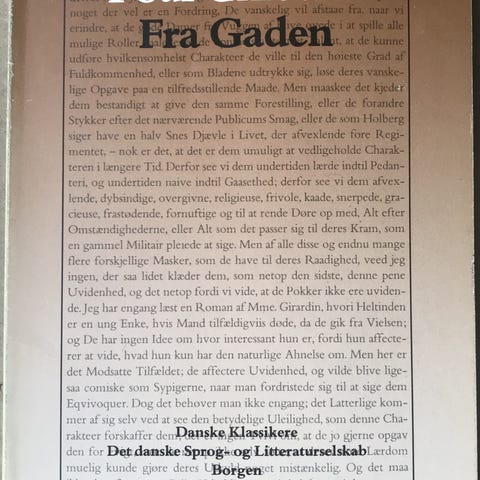 Fra Gaden
noget der vel er en Fordring, De vanskelig vil afitaae fra, naar vi
erindre, at de
i at spille alle
mulige Roller,
at de kunne
udføre hvilkensomhelst Charakteer de ville til den høieste Grad af
Fuldkommenhed, eller som Bladene udtrykke sig, løse deres vanske-
lige Opgave paa en tilfredsstillende Maade. Men maaskee det kjeder
dem bestandigt at give den samme Forestilling, eller de forandre
Stykker efter det nærværende Publicums Smag, eller de som Holberg
siger have en halv Snes Djævle i Livet, der afvexlende føre Regi-
mentet, – nok er det, at det er dem umuligt at vedligeholde Charak-
teren i længere Tid. Derfor see vi dem undertiden lærde indtil Pedan-
teri, og undertiden naive indtil Gaasethed; derfor see vi dem afvex-
lende, dybsindige, overgivne, religieuse, frivole, kaade, snerpede, gra-
cieuse, frastødende, fornuftige og til at rende Døre op med, Alt efter
Omstændighederne, eller Alt som det passer sig til deres Kram, som
en gammel Militair pleiede at sige. Men af alle disse og endnu mange
flere forskjellige Masker, som de have til deres Raadighed, veed jeg
ingen, der saa lidet klæder dem, som netop den sidste, denne pene
Uvidenhed, og det netop fordi vi vide, at de Pokker ikke ere uviden-
de. Jeg har engang læst en Roman af Mme. Girardin, hvori Heltinden
er en ung Enke, hvis Mand tilfældigviis døde, da de gik fra Vielsen;
og De har ingen Idee om hvor interessant hun er, fordi hun affecte-
rer at vide, hvad hun kun har den naturlige Ahnelse om. Men her er
det Modsatte Tilfældet; de affectere Uvidenhed, og vilde blive lige-
saa comiske som Sypigerne, naar man fordristede sig til at sige dem
Eqvivoquer. Dog det behøver man ikke engang; det Latterlige kom-
mer af sig selv ved at see den betydelige Uleilighed, som denne Cha-
rakteer forskaffer dem, der er ingen Tvivl om, at de jo gjerne opgav
Danske Klassikere
den for
Lærdom
Det danske Sprog- og Litteraturselskab
muelig kunde gjøre deres
noget mistænkelig. Og det maa
Borgen